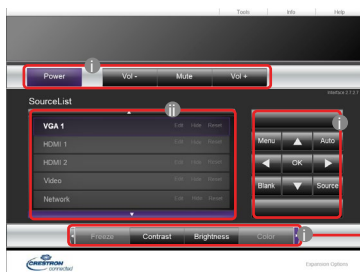 Tools Info Help
i
Power Vol - Mute Vol +
Interface 2.1.2.1
SourceList
ii
i
VGA 1 Edit Hide Reset
HDMI 1 Edit Hide Reset
HDMI 2 Edit Hide Reset
Video Edit Hide Reset
Network Edit Hide Reset
Menu Auto
OK
Blank Source
i
Freeze Contrast Brightness Color
CRESTRON
connected
Expansion Options